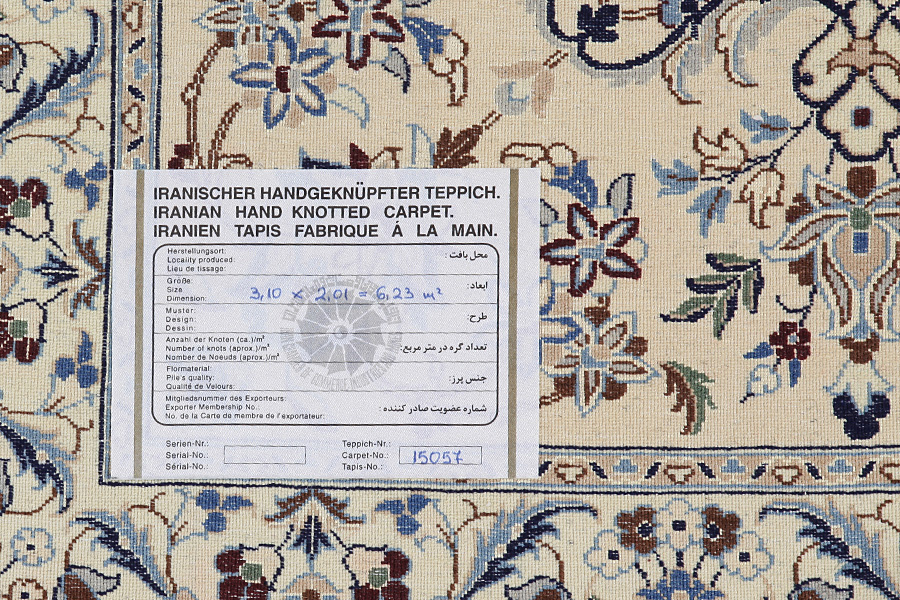 IRANISCHER HANDGEKNÜPFTER TEPPICH.
IRANIAN HAND KNOTTED CARPET.
IRANIEN TAPIS FABRIQUE Á LA MAIN.
Herstellungsort:
Locality produced: محل بافت :
Lieu de tissage:
Größe:
Size ابعاد:
Dimension: 3,10 x 2,01 = 6,23 m²
Muster:
Design: طرح:
Dessin:
Anzahl der Knoten (ca.)/m²
Number of knots (aprox.)/m² تعداد گره در متر مربع.
Nomber de Noeuds (aprox.)/m²
Flormaterial:
Pile's quality: جنس پرز:
Qualité de Velours:
Mitgliedsnummer des Exporteurs:
Exporter Membership No.: شماره عضویت صادر کننده :
No. de la Carte de membre de l'exportateur:
Serien-Nr.: Teppich-Nr.:
Serial-No.: Carpet-No.: 15057
Sérial-No.: Tapis-No.: